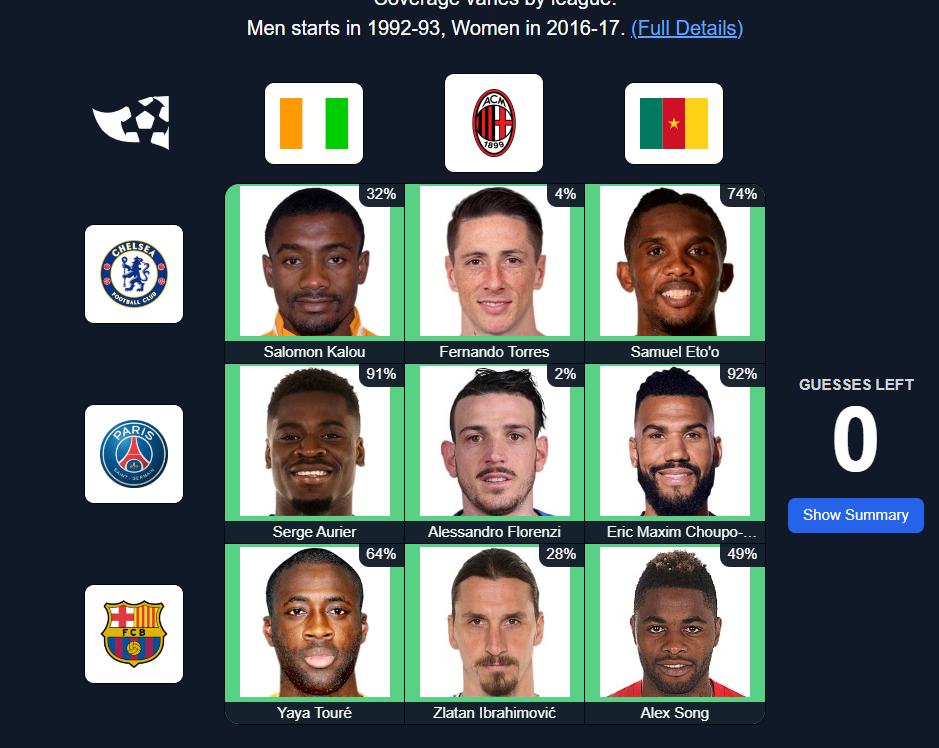 Coverage varies by league.
Men starts in 1992-93, Women in 2016-17. (Full Details)
ACM
1899
CHELSEA
FOOTBALL CLUB
32%
4%
74%
Salomon Kalou
Fernando Torres
Samuel Eto'o
PARIS
SAINT-GERMAIN
91%
2%
92%
Serge Aurier
Alessandro Florenzi
Eric Maxim Choupo-...
GUESSES LEFT
0
Show Summary
FCB
64%
28%
49%
Yaya Touré
Zlatan Ibrahimović
Alex Song